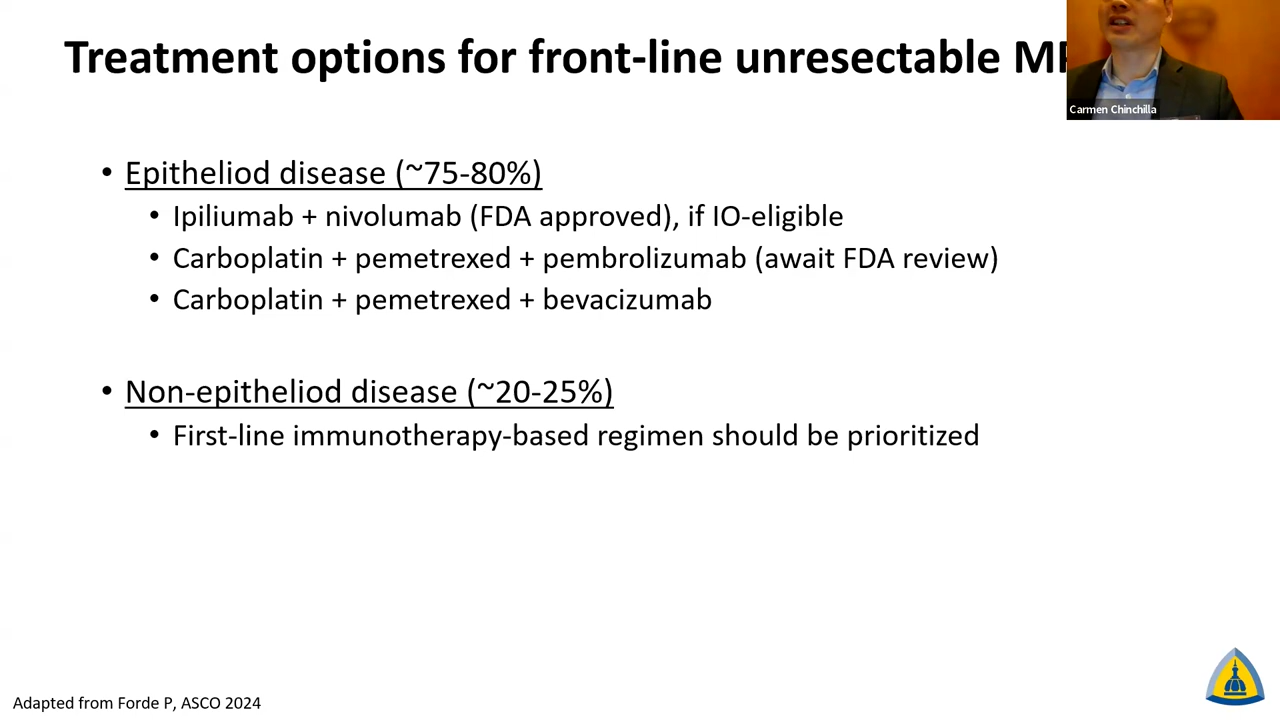 Treatment options for front-line unresectable
Carmen Chinchilla
• Epitheliod disease (~75-80%)
• Ipiliumab + nivolumab (FDA approved), if IO-eligible
• Carboplatin + pemetrexed + pembrolizumab (await FDA review)
• Carboplatin + pemetrexed + bevacizumab
• Non-epitheliod disease (~20-25%)
• First-line immunotherapy-based regimen should be prioritized
Adapted from Forde P, ASCO 2024